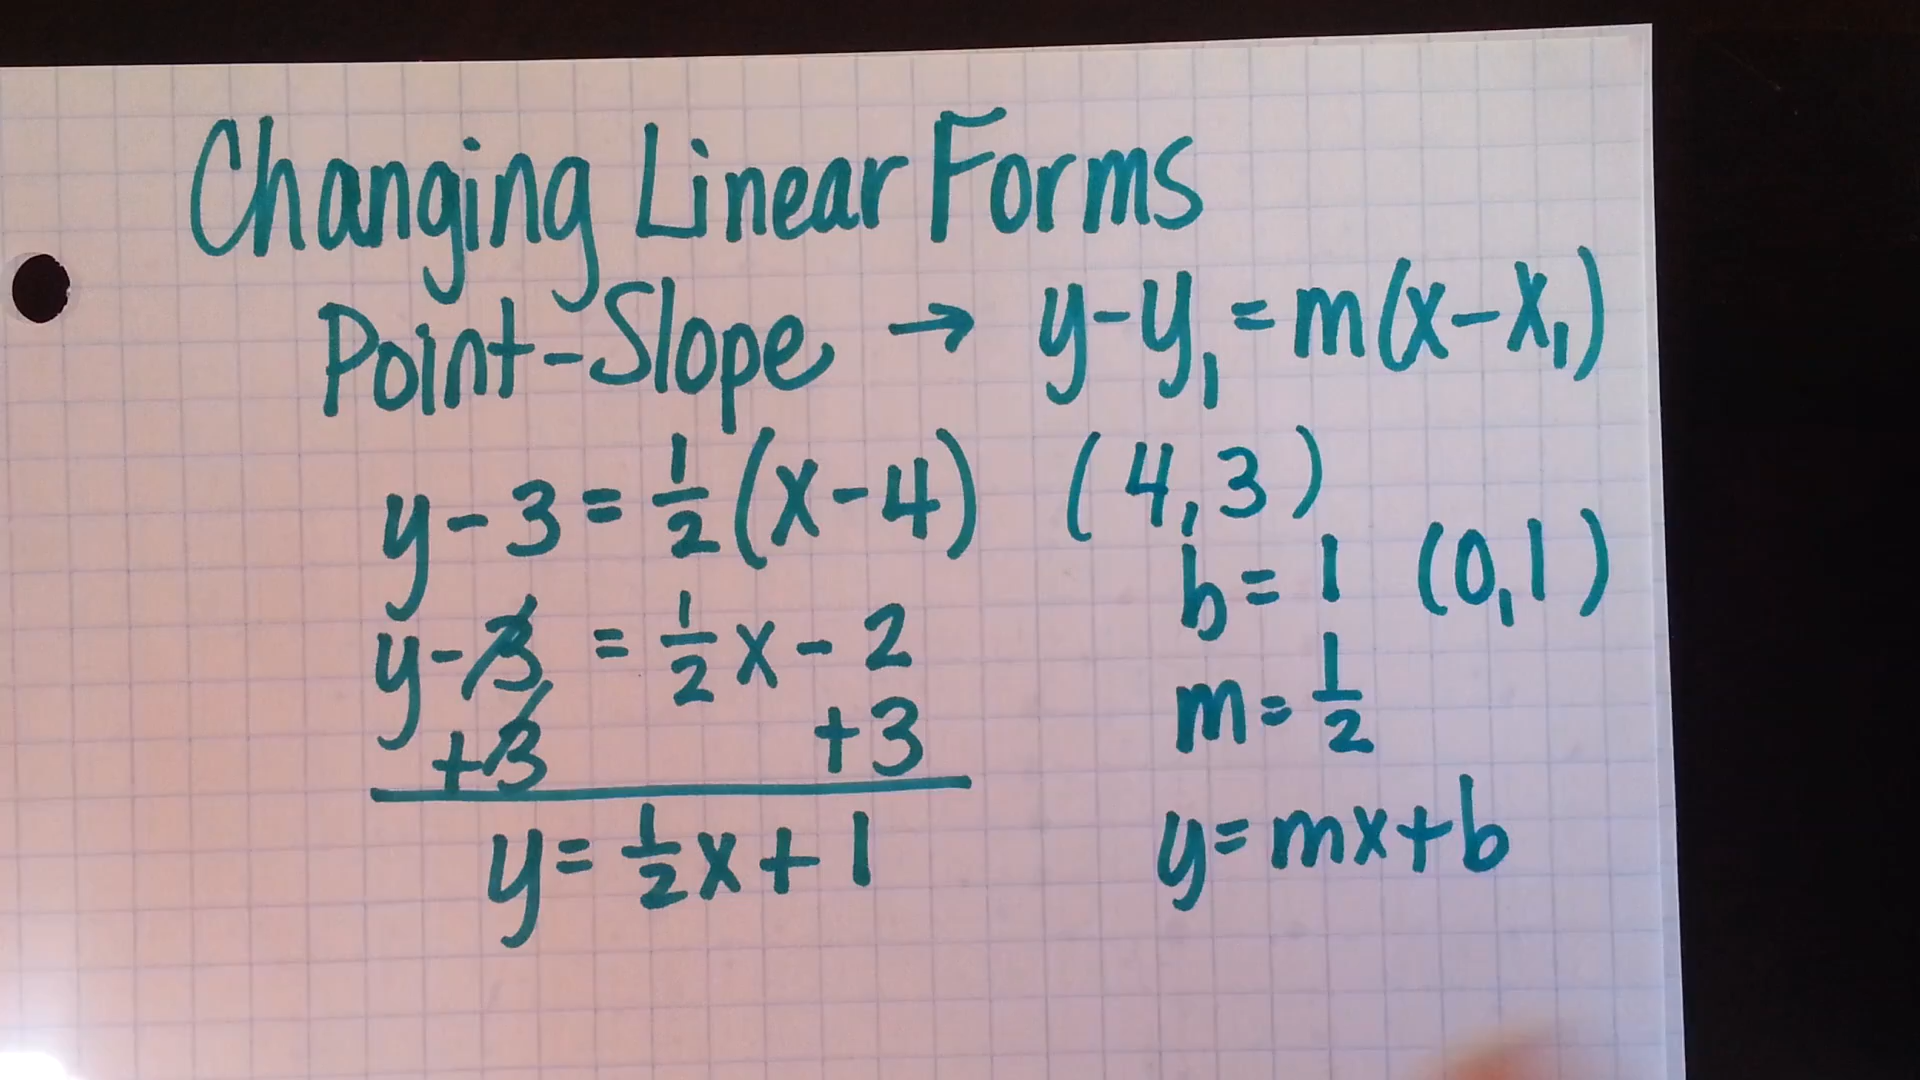 Changing Linear Forms
Point-Slope → y-y₁ = m(x-x₁)
y-3 = 1/2(x-4) (4,3)
b = 1 (0,1)
y-3 = 1/2x - 2
m = 1/2
+3 +3
y = 1/2x + 1
y = mx+b